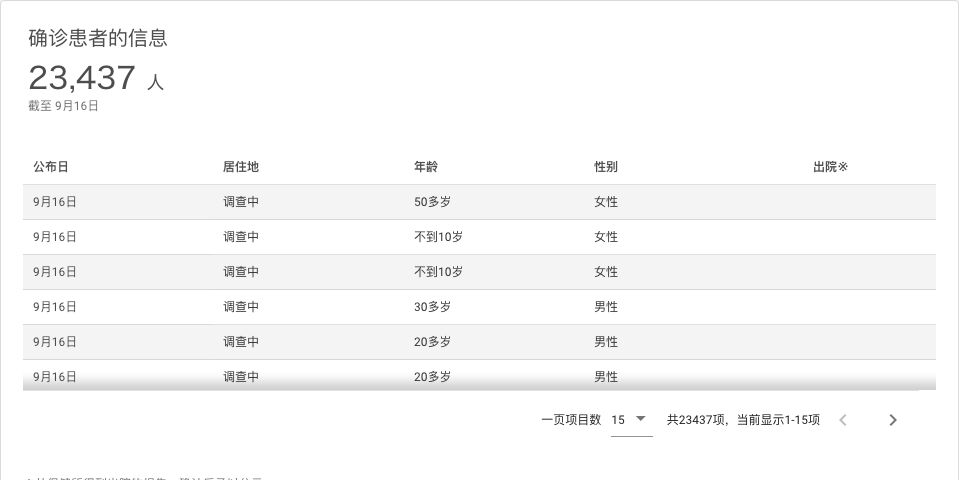 确诊患者的信息
23,437 人
截至 9月16日
公布日 居住地 年龄 性别 出院※
9月16日 调查中 50多岁 女性
9月16日 调查中 不到10岁 女性
9月16日 调查中 不到10岁 女性
9月16日 调查中 30多岁 男性
9月16日 调查中 20多岁 男性
9月16日 调查中 20多岁 男性
一页项目数 15 共23437项，当前显示1-15项